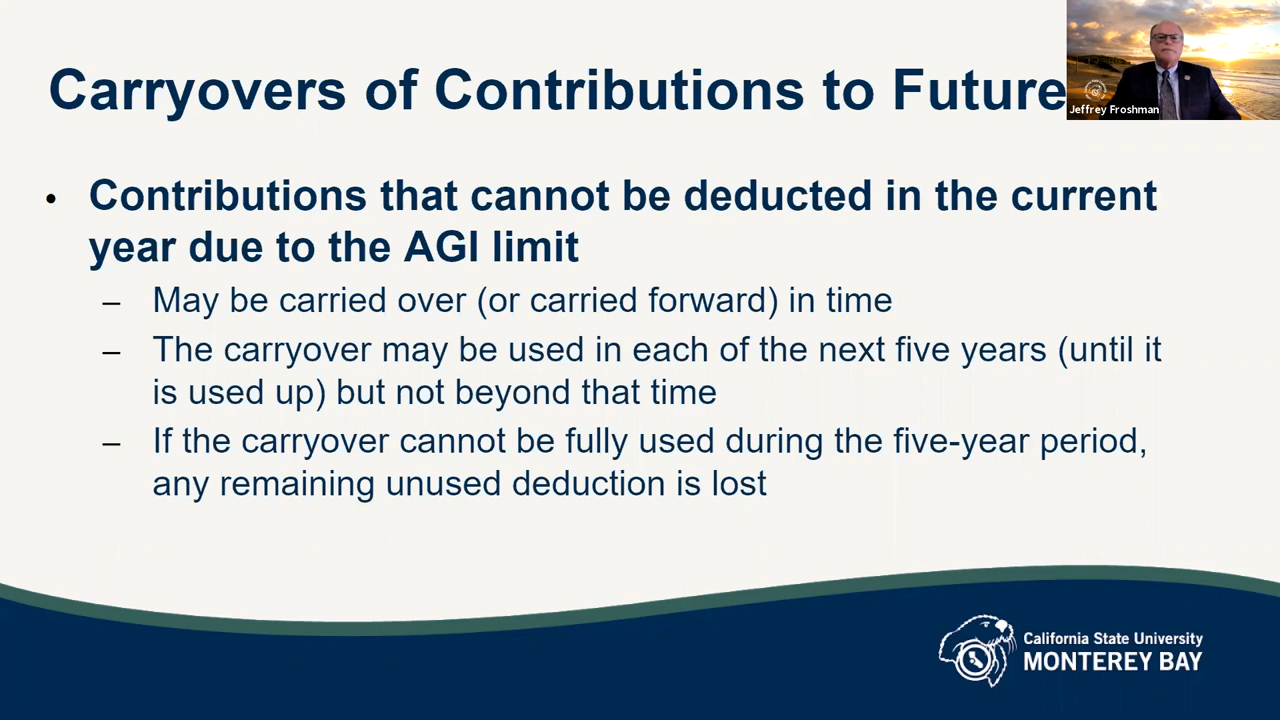 Carryovers of Contributions to Future
Jeffrey Froshman
• Contributions that cannot be deducted in the current
year due to the AGI limit
– May be carried over (or carried forward) in time
– The carryover may be used in each of the next five years (until it
is used up) but not beyond that time
– If the carryover cannot be fully used during the five-year period,
any remaining unused deduction is lost
California State University
MONTEREY BAY